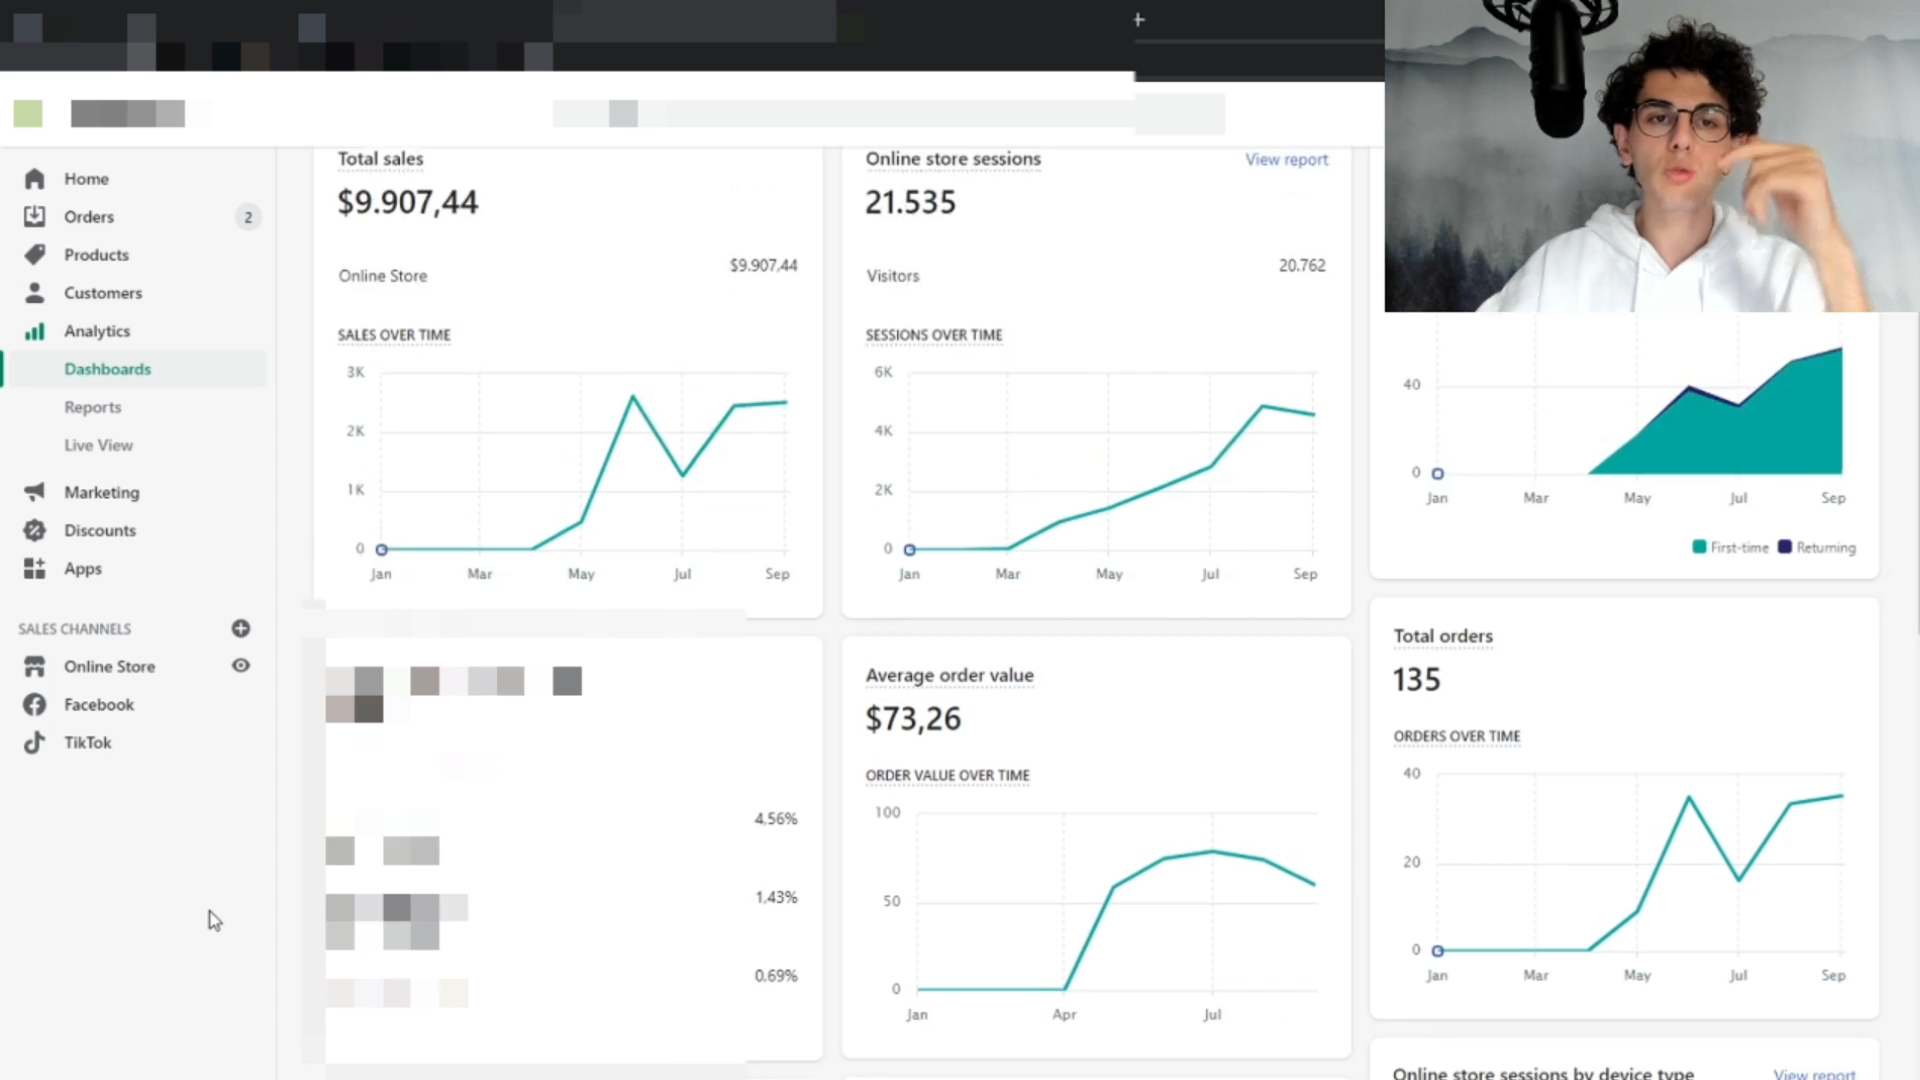 Home
Orders
2
Products
Customers
Analytics
Dashboards
Reports
Live View
Marketing
Discounts
Apps
SALES CHANNELS
Online Store
Facebook
TikTok
Total sales
$9.907,44
Online Store
$9.907,44
SALES OVER TIME
3K
2K
1K
0
Jan Mar May Jul Sep
Online store sessions
View report
21.535
Visitors
20.762
SESSIONS OVER TIME
6K
4K
2K
0
Jan Mar May Jul Sep
40
0
Jan Mar May Jul Sep
First-time Returning
4,56%
1,43%
0,69%
Average order value
$73,26
ORDER VALUE OVER TIME
100
50
0
Jan Apr Jul
Total orders
135
ORDERS OVER TIME
40
20
0
Jan Mar May Jul Sep
Online store sessions by device type
View report